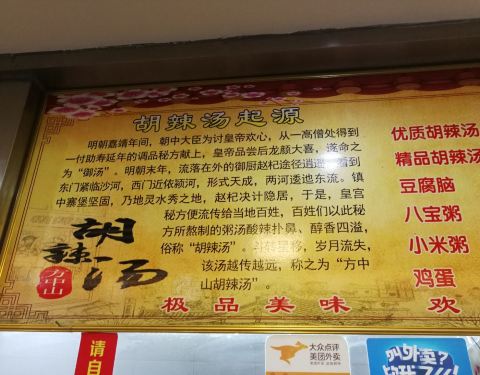 胡辣汤起源
明朝嘉靖年间，朝中大臣为讨皇帝欢心，从一高僧处得到
一付助寿延年的调品秘方献上，皇帝品尝后龙颜大喜，遂命之
为“御汤”。明朝末年，流落在外的御厨赵杞途径逍遥
看到
东门紧临沙河，西门近依颍河，形式天成，两河逶迤东流。镇
中寨堡坚固，乃地灵水秀之地，赵杞决计隐居，于是，皇宫
秘方便流传给当地百姓，百姓们以此秘
方所熬制的粥汤酸辣扑鼻、醇香四溢，
俗称“胡辣汤”。斗转星移，岁月流失，
该汤越传越远，称之为“方中
山胡辣汤”。
胡
辣
汤
方中山
极品美味 欢
优质胡辣汤
精品胡辣汤
豆腐脑
八宝粥
小米粥
鸡蛋
请自
大众点评
美团外卖
叫外卖?